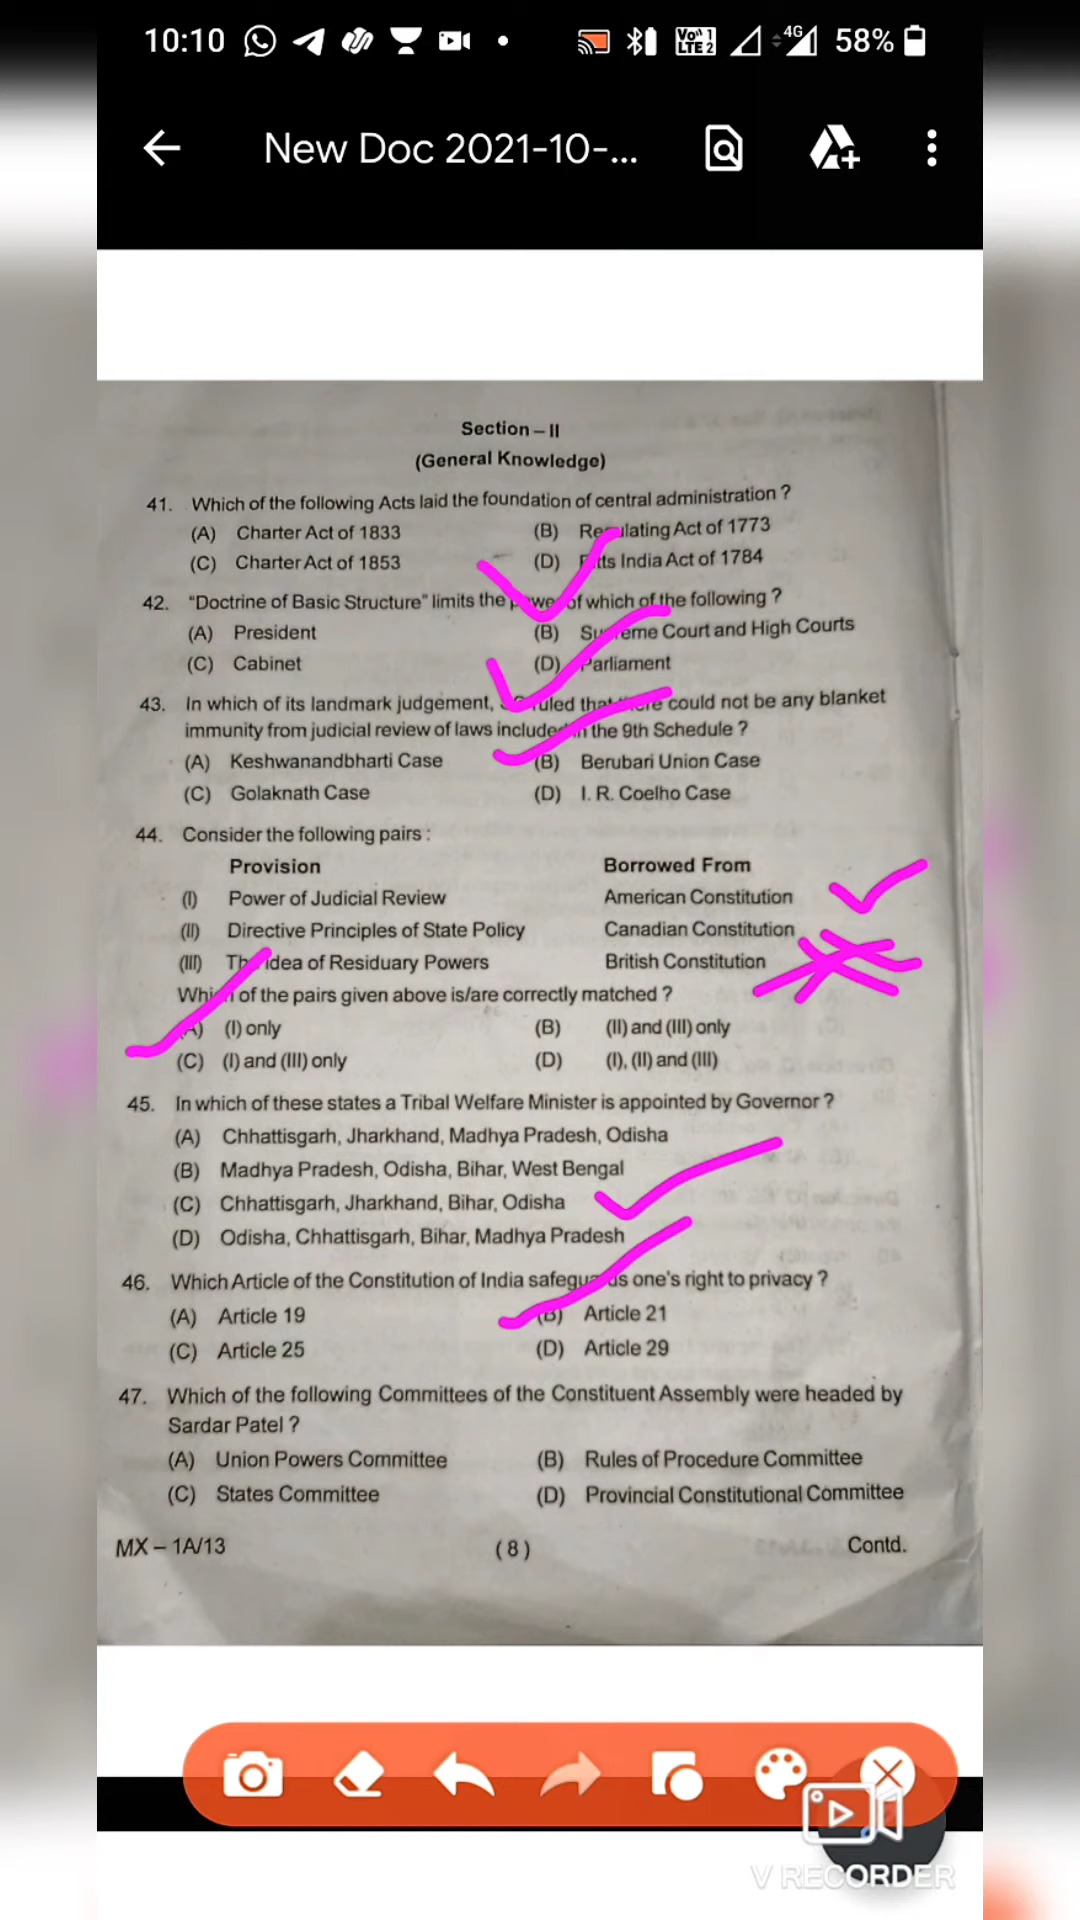 10:10
Vo)) 1
LTE 2
4G
58%
New Doc 2021-10-...
Section – II
(General Knowledge)
41. Which of the following Acts laid the foundation of central administration ?
(A) Charter Act of 1833
(B) Regulating Act of 1773
(C) Charter Act of 1853
(D) Pitts India Act of 1784
42. "Doctrine of Basic Structure" limits the power of which of the following ?
(A) President
(B) Supreme Court and High Courts
(C) Cabinet
(D) Parliament
43. In which of its landmark judgement, ruled that there could not be any blanket
immunity from judicial review of laws included in the 9th Schedule ?
(A) Keshwanandbharti Case
(B) Berubari Union Case
(C) Golaknath Case
(D) I. R. Coelho Case
44. Consider the following pairs :
Provision
Borrowed From
(I) Power of Judicial Review
American Constitution
(II) Directive Principles of State Policy
Canadian Constitution
(III) The idea of Residuary Powers
British Constitution
Which of the pairs given above is/are correctly matched ?
(A) (I) only
(B) (II) and (III) only
(C) (I) and (III) only
(D) (I), (II) and (III)
45. In which of these states a Tribal Welfare Minister is appointed by Governor ?
(A) Chhattisgarh, Jharkhand, Madhya Pradesh, Odisha
(B) Madhya Pradesh, Odisha, Bihar, West Bengal
(C) Chhattisgarh, Jharkhand, Bihar, Odisha
(D) Odisha, Chhattisgarh, Bihar, Madhya Pradesh
46. Which Article of the Constitution of India safeguards one's right to privacy ?
(A) Article 19
(B) Article 21
(C) Article 25
(D) Article 29
47. Which of the following Committees of the Constituent Assembly were headed by
Sardar Patel ?
(A) Union Powers Committee
(B) Rules of Procedure Committee
(C) States Committee
(D) Provincial Constitutional Committee
MX – 1A/13
( 8 )
Contd.
V RECORDER